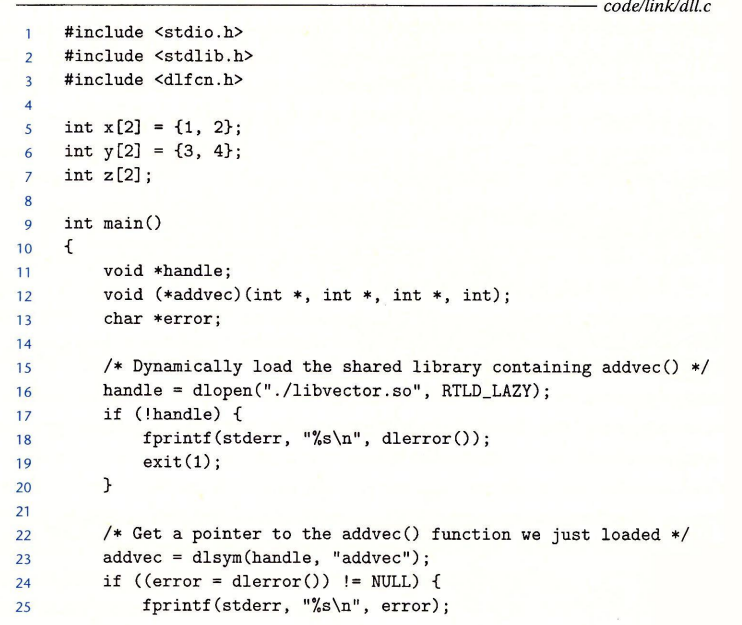 code/link/dll.c
1 #include <stdio.h>
2 #include <stdlib.h>
3 #include <dlfcn.h>
4
5 int x[2] = {1, 2};
6 int y[2] = {3, 4};
7 int z[2];
8
9 int main()
10 {
11     void *handle;
12     void (*addvec)(int *, int *, int *, int);
13     char *error;
14
15     /* Dynamically load the shared library containing addvec() */
16     handle = dlopen("./libvector.so", RTLD_LAZY);
17     if (!handle) {
18         fprintf(stderr, "%s\n", dlerror());
19         exit(1);
20     }
21
22     /* Get a pointer to the addvec() function we just loaded */
23     addvec = dlsym(handle, "addvec");
24     if ((error = dlerror()) != NULL) {
25         fprintf(stderr, "%s\n", error);